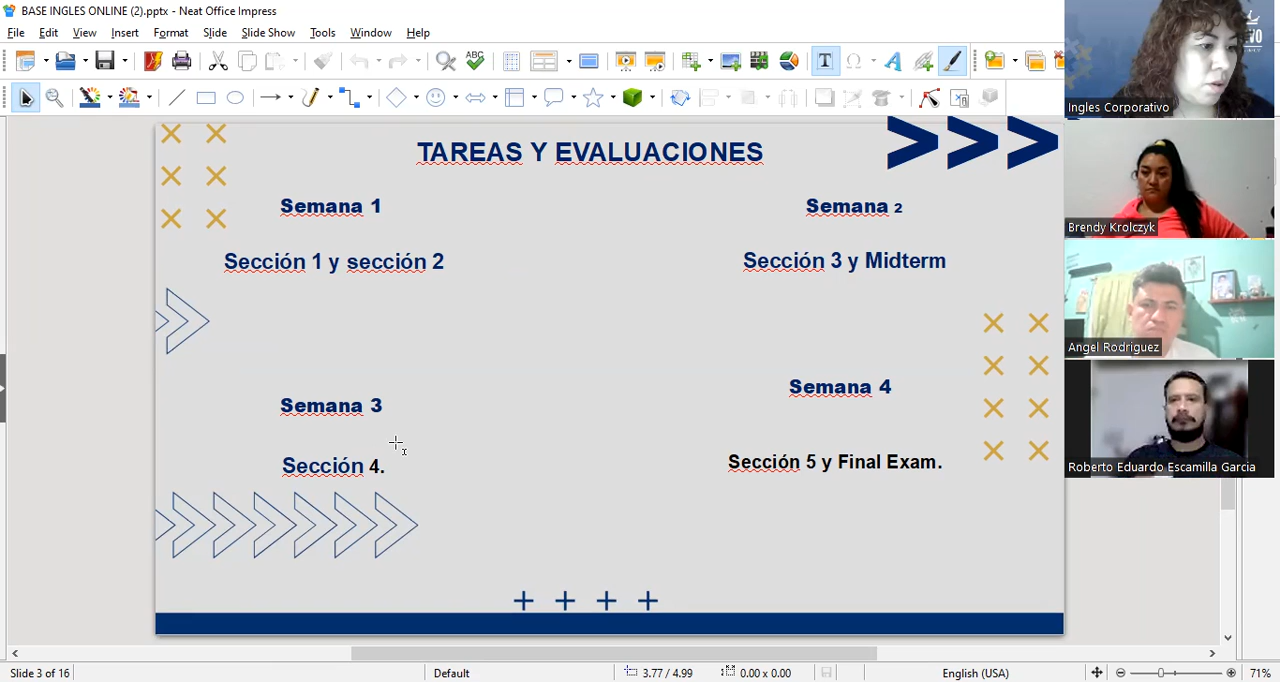 BASE INGLES ONLINE (2).pptx - Neat Office Impress
File Edit View Insert Format Slide Slide Show Tools Window Help
TAREAS Y EVALUACIONES
Semana 1
Semana 2
Sección 1 y sección 2
Sección 3 y Midterm
Semana 3
Semana 4
Sección 4.
Sección 5 y Final Exam.
Ingles Corporativo
Brendy Krolczyk
Angel Rodriguez
Roberto Eduardo Escamilla Garcia
Slide 3 of 16
Default
3.77 / 4.99
0.00 x 0.00
English (USA)
71%